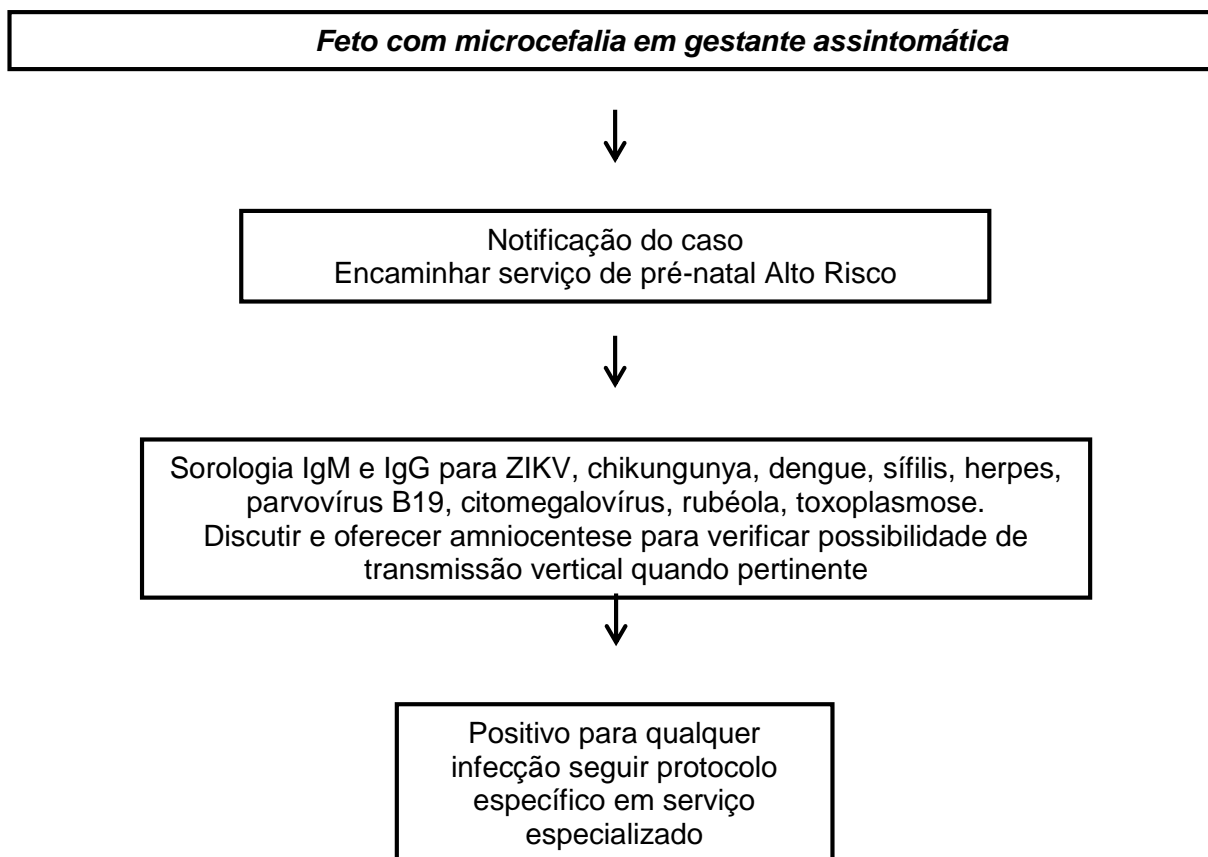 Feto com microcefalia em gestante assintomática
Notificação do caso
Encaminhar serviço de pré-natal Alto Risco
Sorologia IgM e IgG para ZIKV, chikungunya, dengue, sífilis, herpes,
parvovírus B19, citomegalovírus, rubéola, toxoplasmose.
Discutir e oferecer amniocentese para verificar possibilidade de
transmissão vertical quando pertinente
Positivo para qualquer
infecção seguir protocolo
específico em serviço
especializado